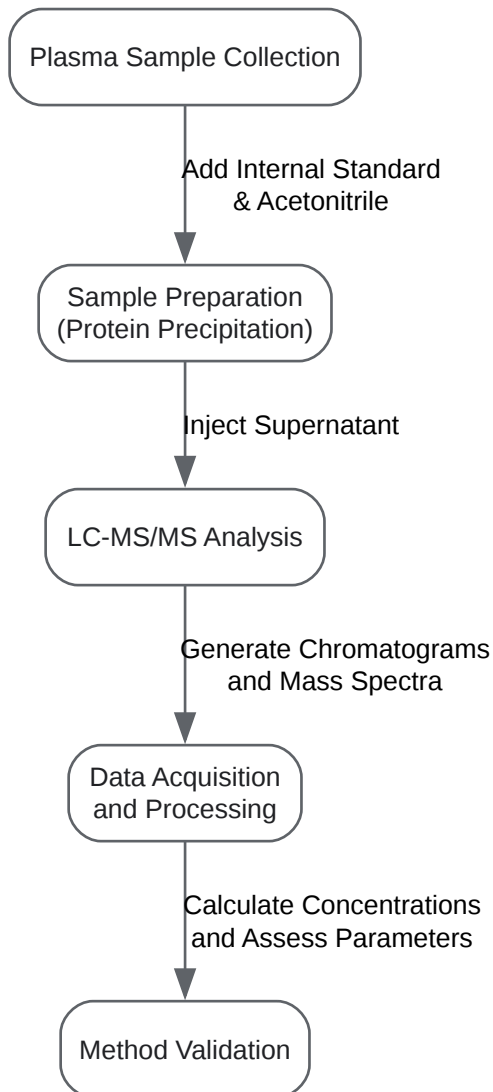 Plasma Sample Collection
Add Internal Standard
& Acetonitrile
Sample Preparation
(Protein Precipitation)
Inject Supernatant
LC-MS/MS Analysis
Generate Chromatograms
and Mass Spectra
Data Acquisition
and Processing
Calculate Concentrations
and Assess Parameters
Method Validation